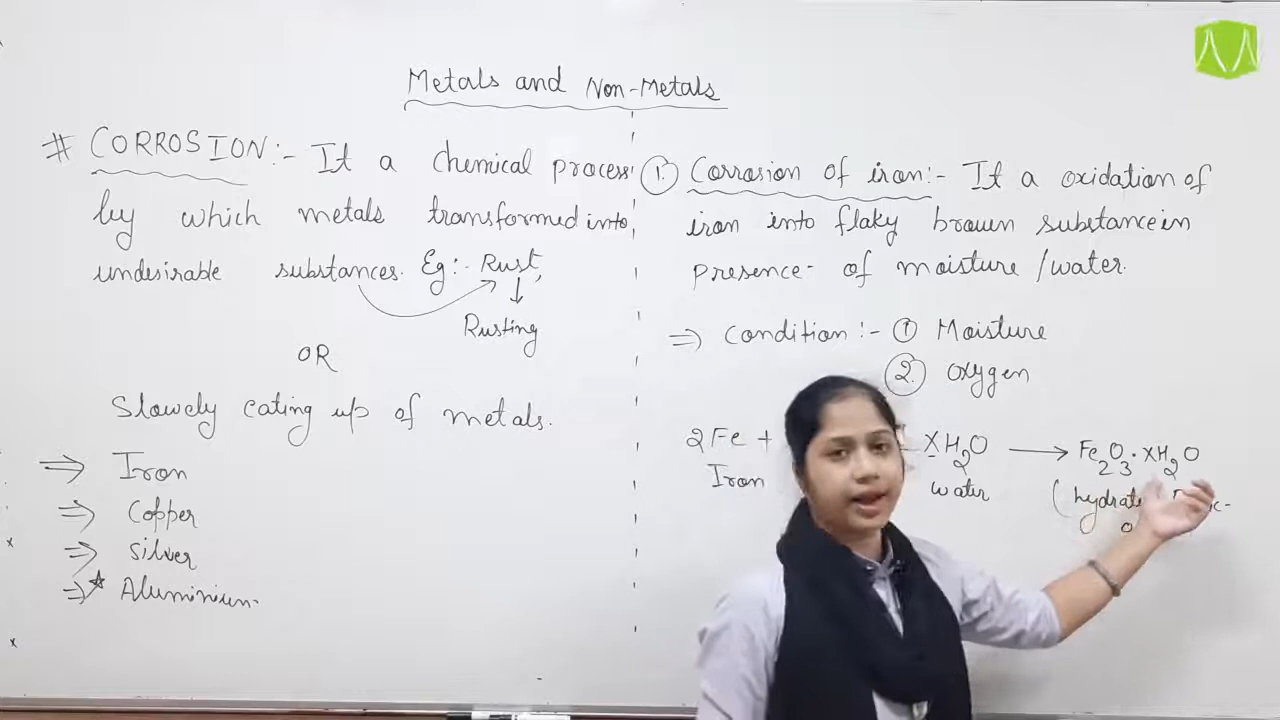 Metals and Non-Metals
# CORROSION:- It a chemical process
by which metals transformed into
undesirable substances. Eg:- Rust,
Rusting
OR
Slowly eating up of metals.
⇒ Iron
⇒ Copper
⇒ Silver
⇒ * Aluminium
1. Corrosion of iron:- It a oxidation of
iron into flaky brown substance in
presence of moisture/water.
⇒ Condition:- ① Moisture
② Oxygen
2Fe + XH₂O → Fe₂O₃·XH₂O
Iron water